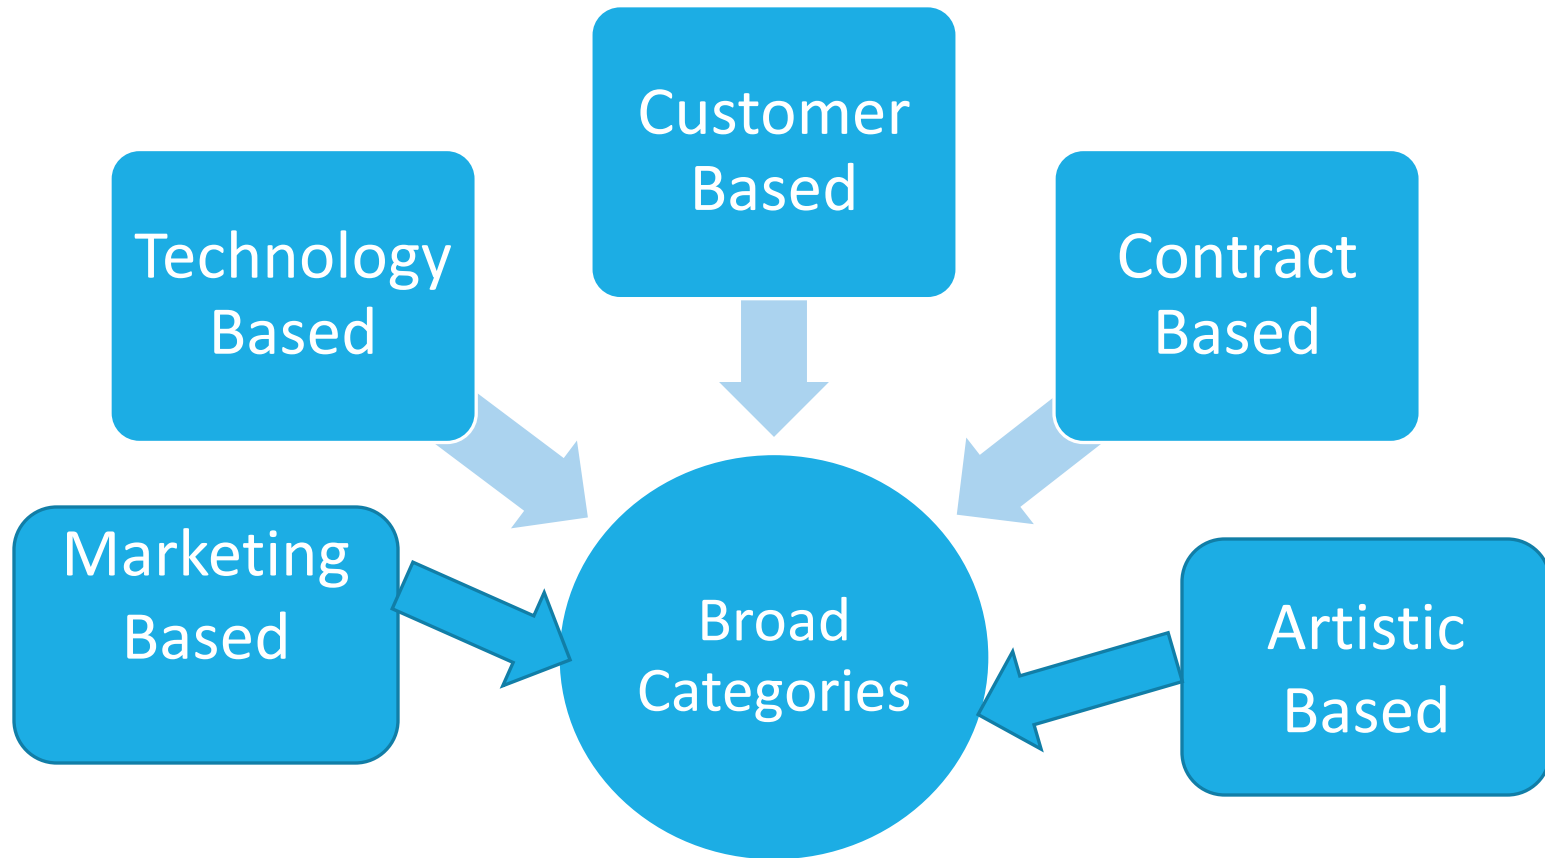 Customer
Based
Technology
Based
Contract
Based
Marketing
Based
Broad
Categories
Artistic
Based